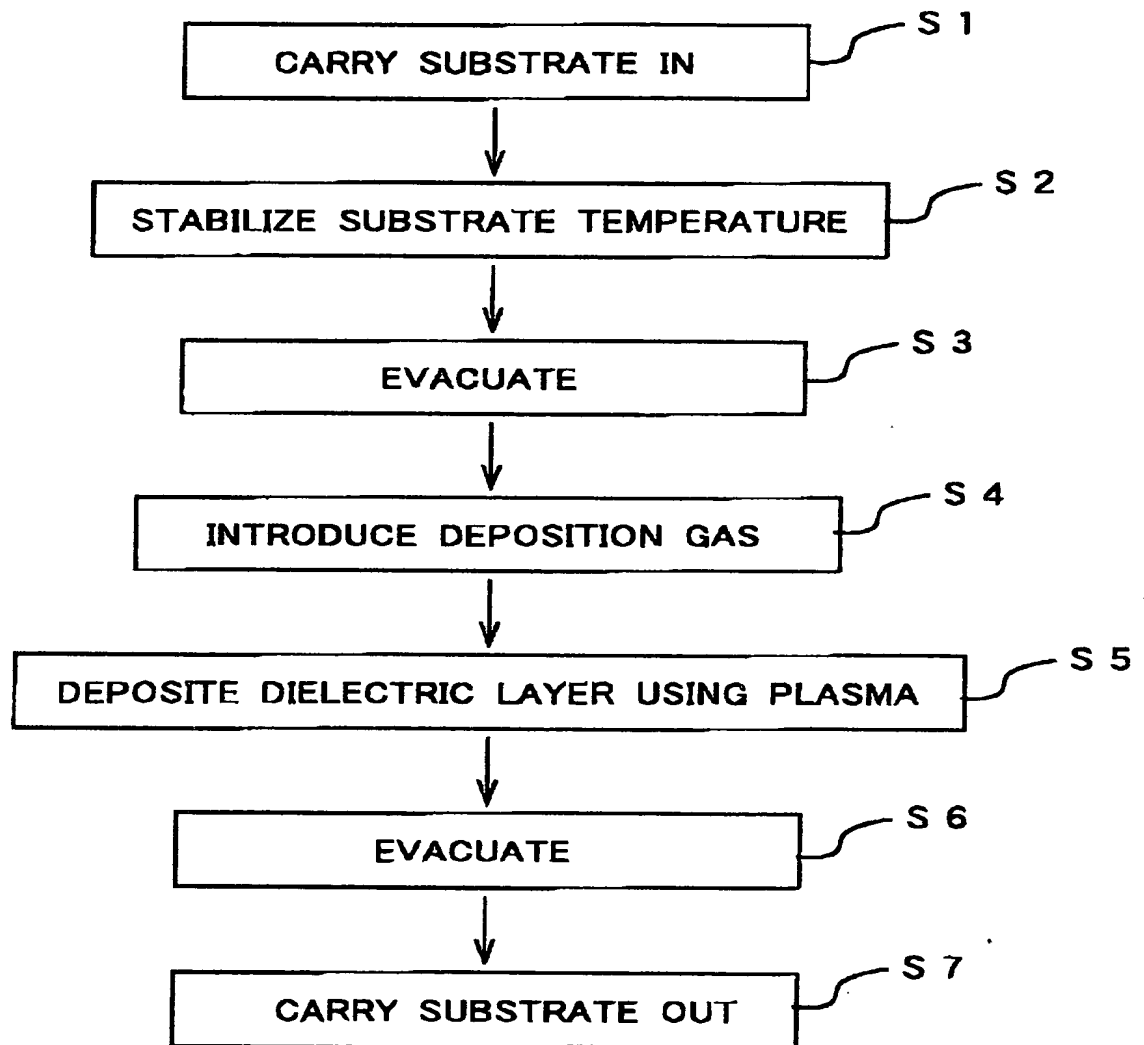 S 1
CARRY SUBSTRATE IN
S 2
STABILIZE SUBSTRATE TEMPERATURE
S 3
EVACUATE
S 4
INTRODUCE DEPOSITION GAS
S 5
DEPOSITE DIELECTRIC LAYER USING PLASMA
S 6
EVACUATE
S 7
CARRY SUBSTRATE OUT